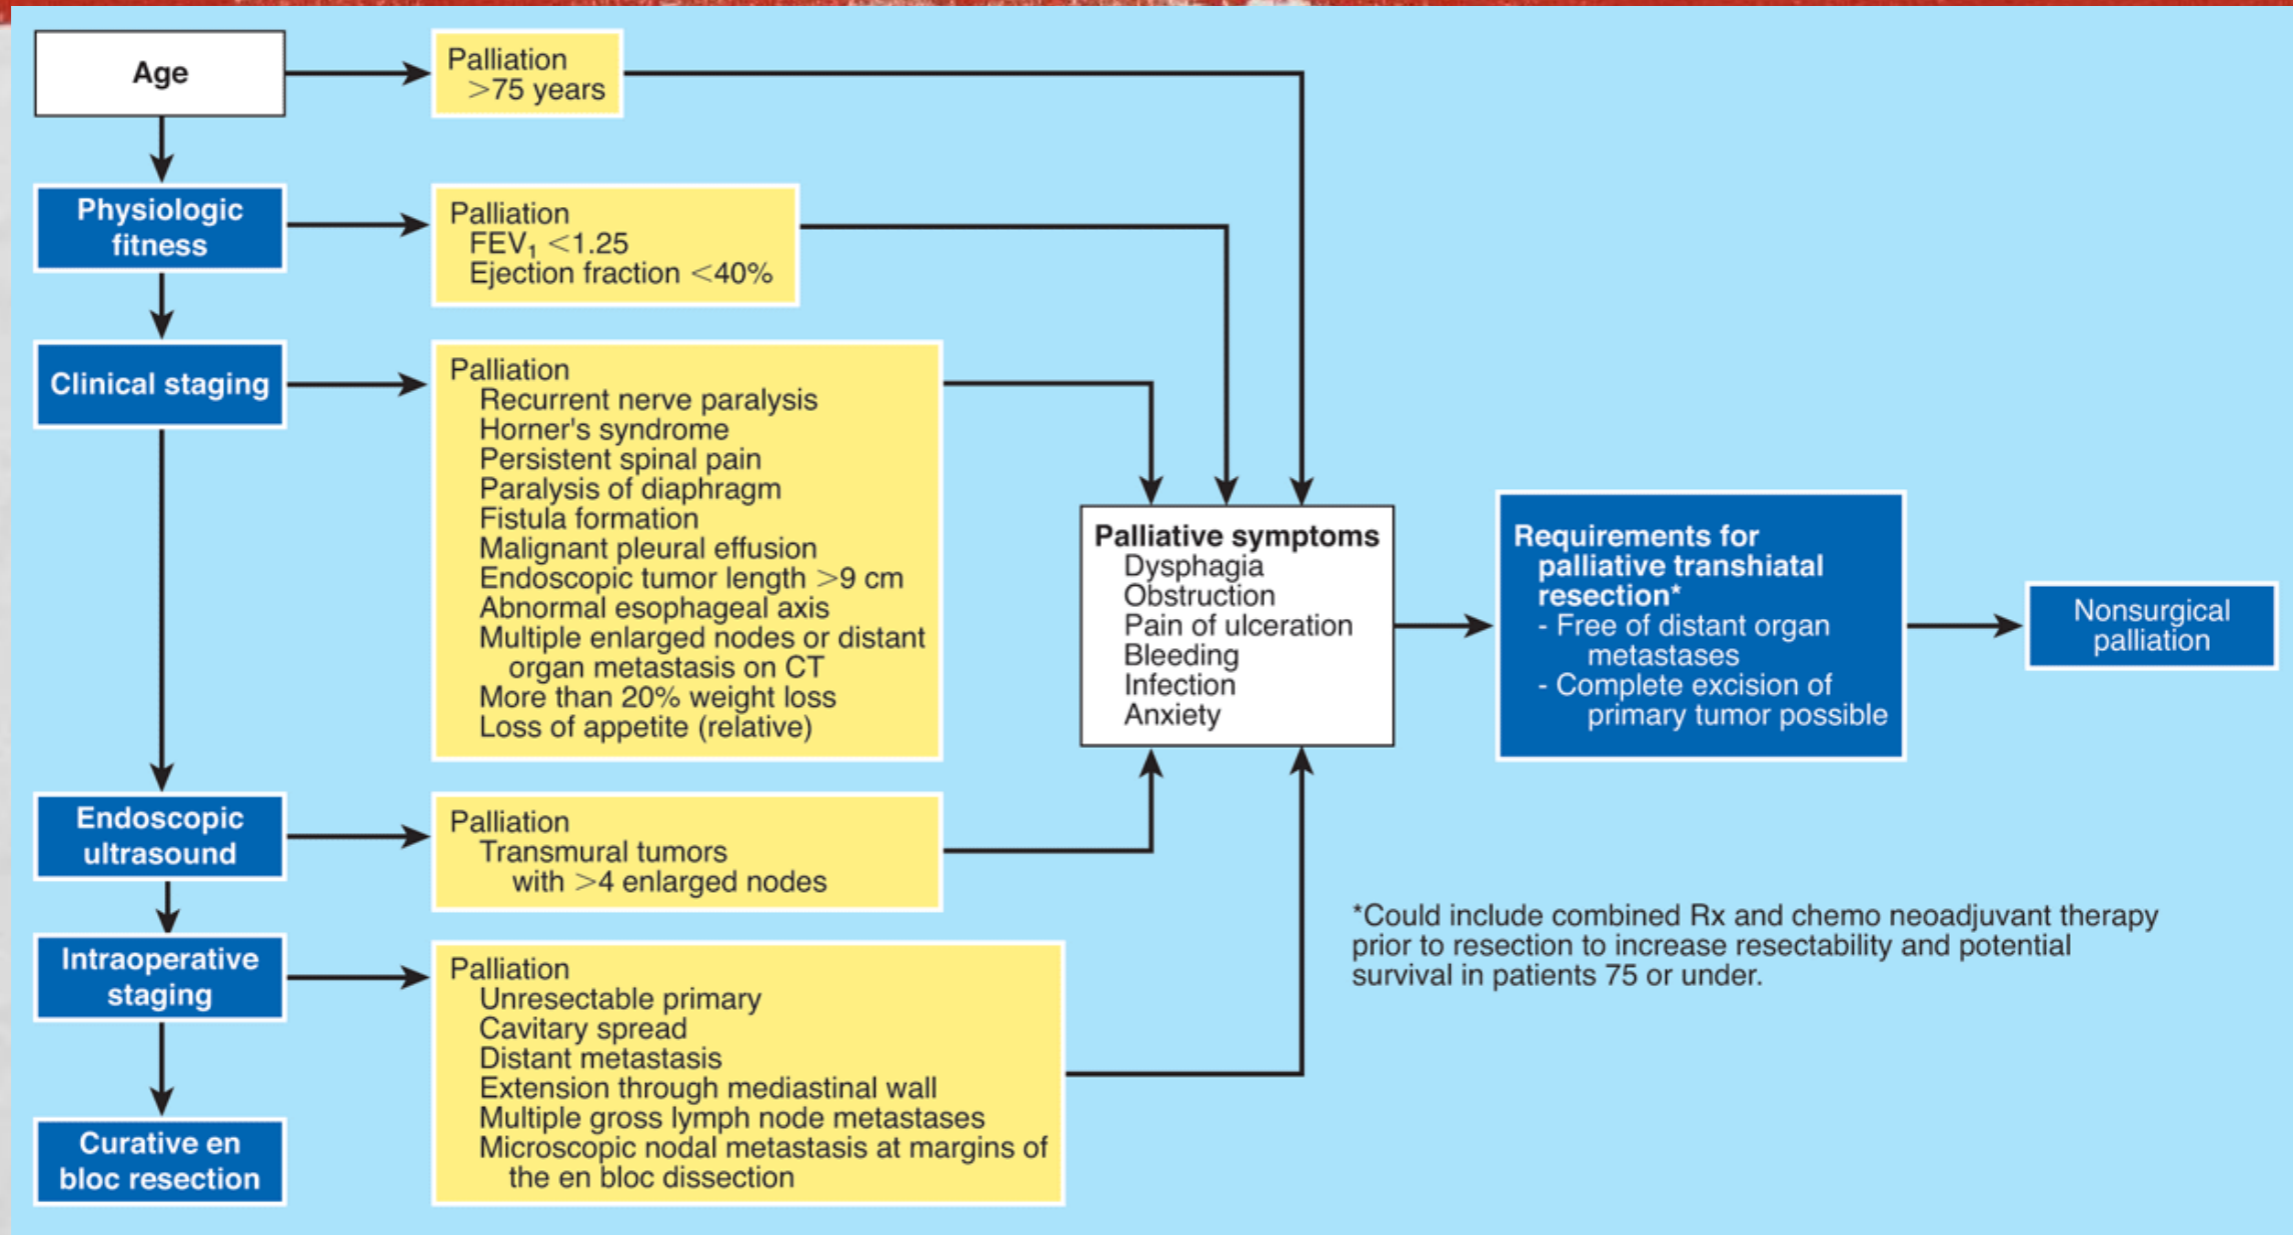 Age
Palliation
>75 years
Physiologic
fitness
Palliation
FEV₁ <1.25
Ejection fraction <40%
Clinical staging
Palliation
Recurrent nerve paralysis
Horner's syndrome
Persistent spinal pain
Paralysis of diaphragm
Fistula formation
Malignant pleural effusion
Endoscopic tumor length >9 cm
Abnormal esophageal axis
Multiple enlarged nodes or distant
organ metastasis on CT
More than 20% weight loss
Loss of appetite (relative)
Endoscopic
ultrasound
Palliation
Transmural tumors
with >4 enlarged nodes
Intraoperative
staging
Palliation
Unresectable primary
Cavitary spread
Distant metastasis
Extension through mediastinal wall
Multiple gross lymph node metastases
Microscopic nodal metastasis at margins of
the en bloc dissection
Curative en
bloc resection
Palliative symptoms
Dysphagia
Obstruction
Pain of ulceration
Bleeding
Infection
Anxiety
Requirements for
palliative transhiatal
resection*
- Free of distant organ
metastases
- Complete excision of
primary tumor possible
Nonsurgical
palliation
*Could include combined Rx and chemo neoadjuvant therapy
prior to resection to increase resectability and potential
survival in patients 75 or under.